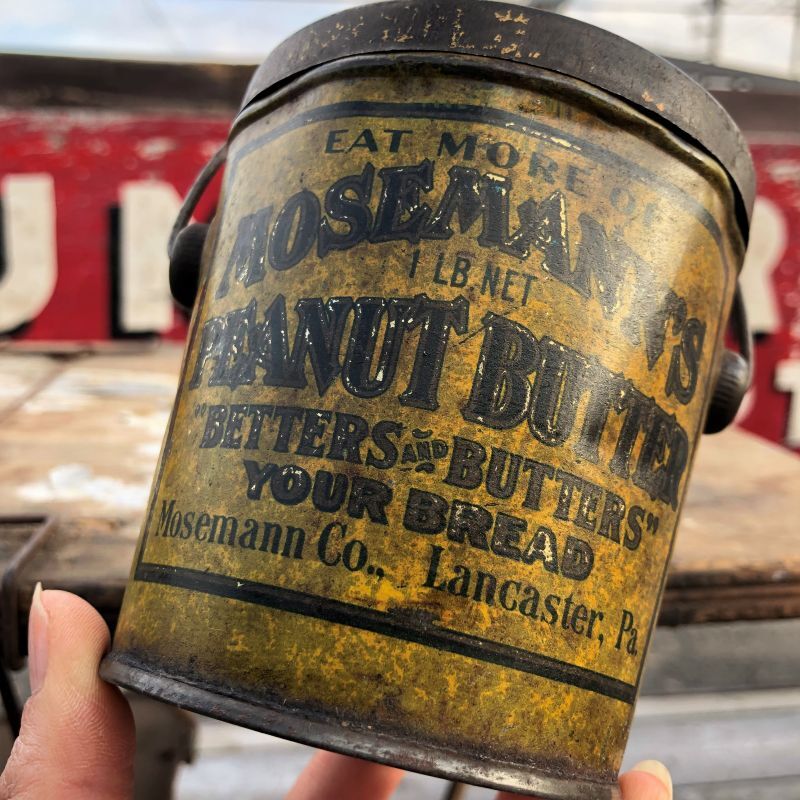 EAT MORE OF
MOSEMANN'S
1 LB NET
PEANUT BUTTER
"BETTERS AND BUTTERS"
YOUR BREAD
Mosemann Co., Lancaster, Pa.